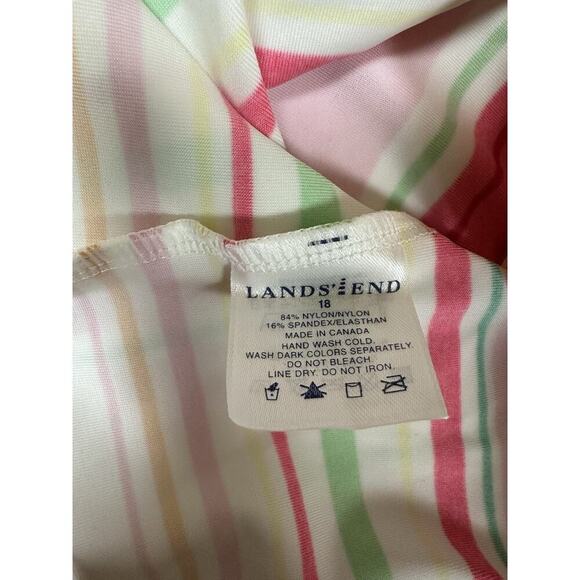 LANDS' END
18
84% NYLON/NYLON
16% SPANDEX/ELASTHAN
MADE IN CANADA
HAND WASH COLD.
WASH DARK COLORS SEPARATELY.
DO NOT BLEACH.
LINE DRY. DO NOT IRON.